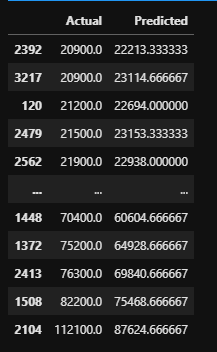 Actual Predicted
2392 20900.0 22213.333333
3217 20900.0 23114.666667
120 21200.0 22694.000000
2479 21500.0 23153.333333
2562 21900.0 22938.000000
... ... ...
1448 70400.0 60604.666667
1372 75200.0 64928.666667
2413 76300.0 69840.666667
1508 82200.0 75468.666667
2104 112100.0 87624.666667